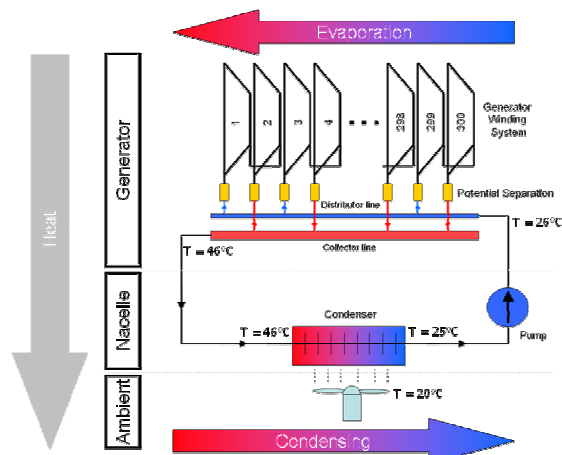 Evaporation
Generator
1
2
3
4
298
299
300
Generator
Winding
System
Potential Separation
Distributor line
T = 26°C
Collector line
T = 46°C
Heat
Nacelle
Condenser
T = 46°C
T = 25°C
Pump
Ambient
T = 20°C
Condensing